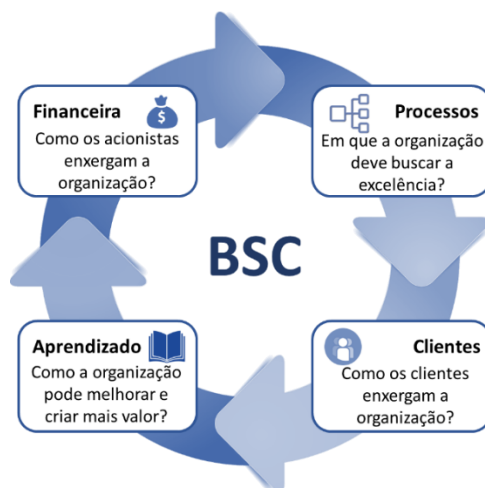 Financeira
Como os acionistas
enxergam a
organização?
Processos
Em que a organização
deve buscar a
excelência?
BSC
Aprendizado
Como a organização
pode melhorar e
criar mais valor?
Clientes
Como os clientes
enxergam a
organização?